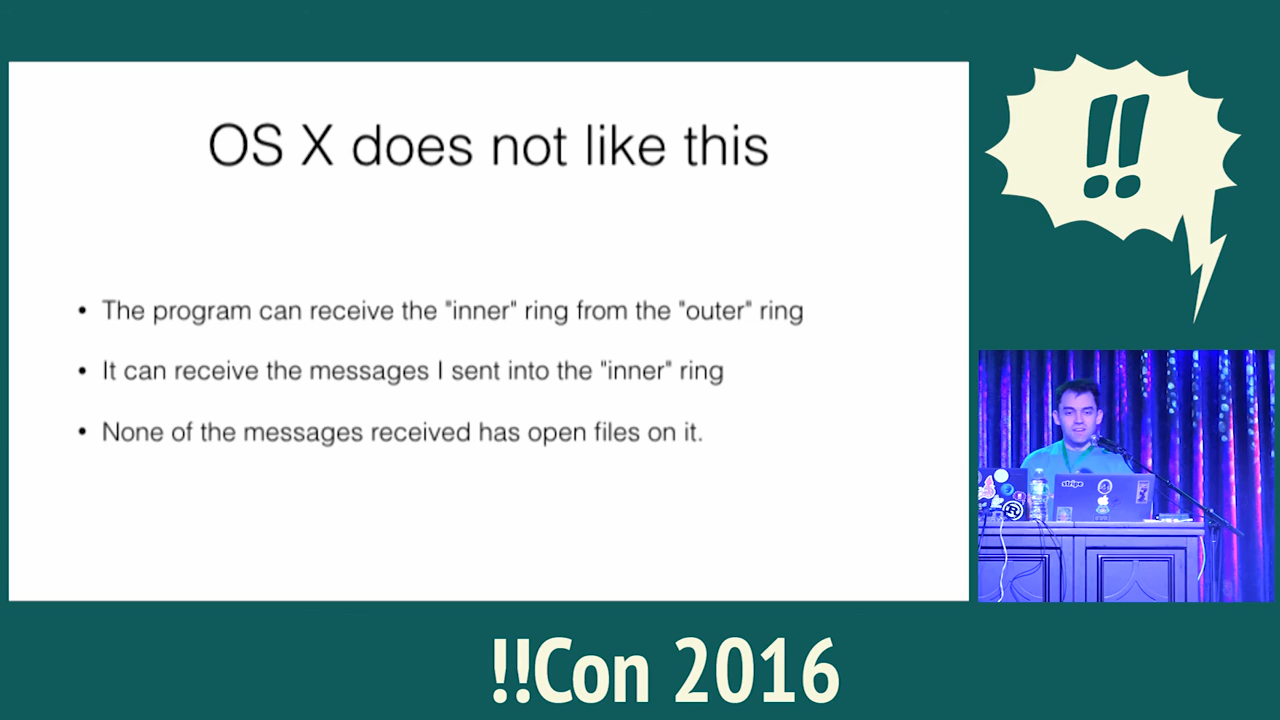 OS X does not like this
!!
• The program can receive the "inner" ring from the "outer" ring
• It can receive the messages I sent into the "inner" ring
• None of the messages received has open files on it.
stripe
!!Con 2016